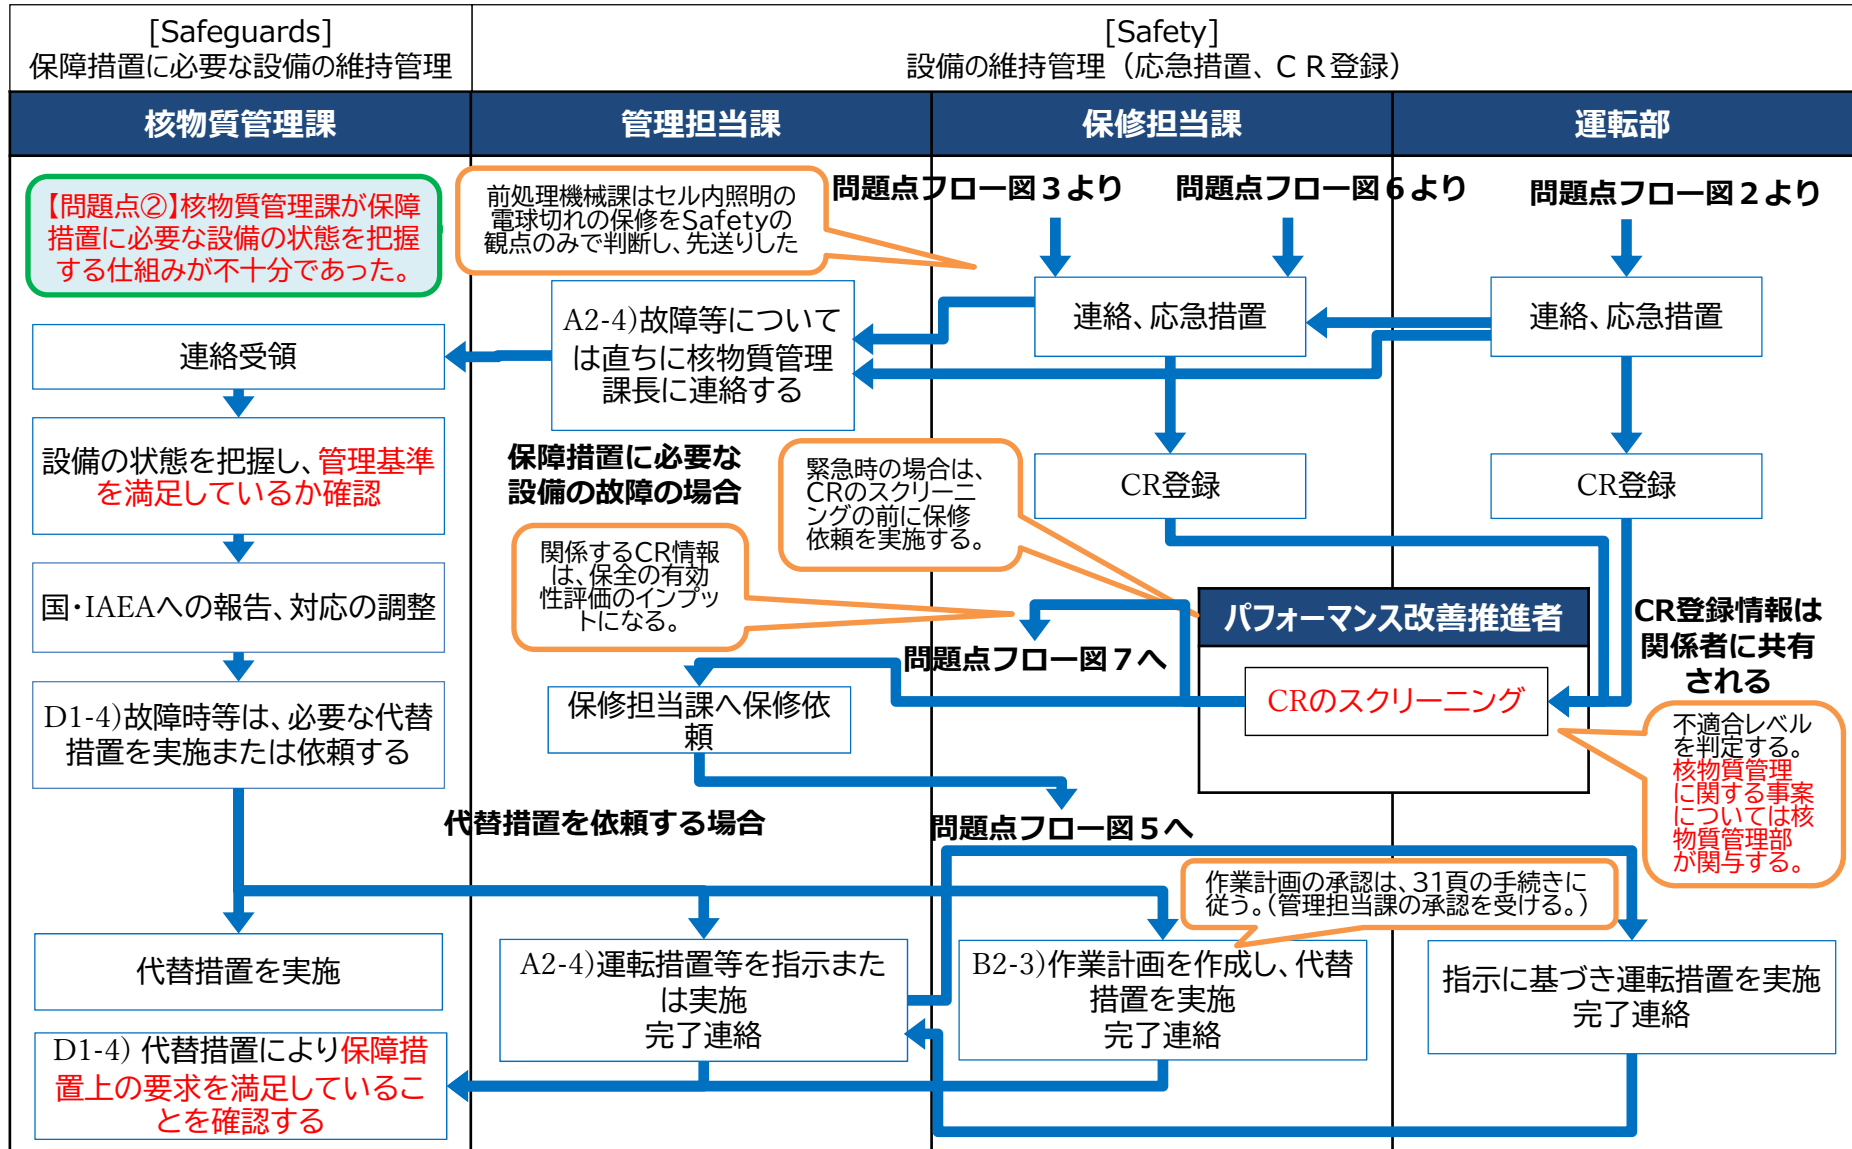 [Safeguards]
保障措置に必要な設備の維持管理
[Safety]
設備の維持管理（応急措置、ＣＲ登録）
核物質管理課
管理担当課
保修担当課
運転部
【問題点②】核物質管理課が保障
措置に必要な設備の状態を把握
する仕組みが不十分であった。
前処理機械課はセル内照明の
電球切れの保修をSafetyの
観点のみで判断し、先送りした
問題点フロー図３より
問題点フロー図６より
問題点フロー図２より
連絡受領
A2-4)故障等について
は直ちに核物質管理
課長に連絡する
連絡、応急措置
連絡、応急措置
設備の状態を把握し、管理基準
を満足しているか確認
保障措置に必要な
設備の故障の場合
緊急時の場合は、
CRのスクリーニ
ングの前に保修
依頼を実施する。
CR登録
CR登録
関係するCR情報
は、保全の有効
性評価のインプッ
トになる。
国・IAEAへの報告、対応の調整
パフォーマンス改善推進者
CR登録情報は
関係者に共有
される
問題点フロー図７へ
CRのスクリーニング
D1-4)故障時等は、必要な代替
措置を実施または依頼する
保修担当課へ保修依
頼
不適合レベル
を判定する。
核物質管理
に関する事案
については核
物質管理部
が関与する。
代替措置を依頼する場合
問題点フロー図５へ
作業計画の承認は、31頁の手続きに
従う。（管理担当課の承認を受ける。）
代替措置を実施
A2-4)運転措置等を指示また
は実施
完了連絡
B2-3)作業計画を作成し、代替
措置を実施
完了連絡
指示に基づき運転措置を実施
完了連絡
D1-4) 代替措置により保障措
置上の要求を満足しているこ
とを確認する